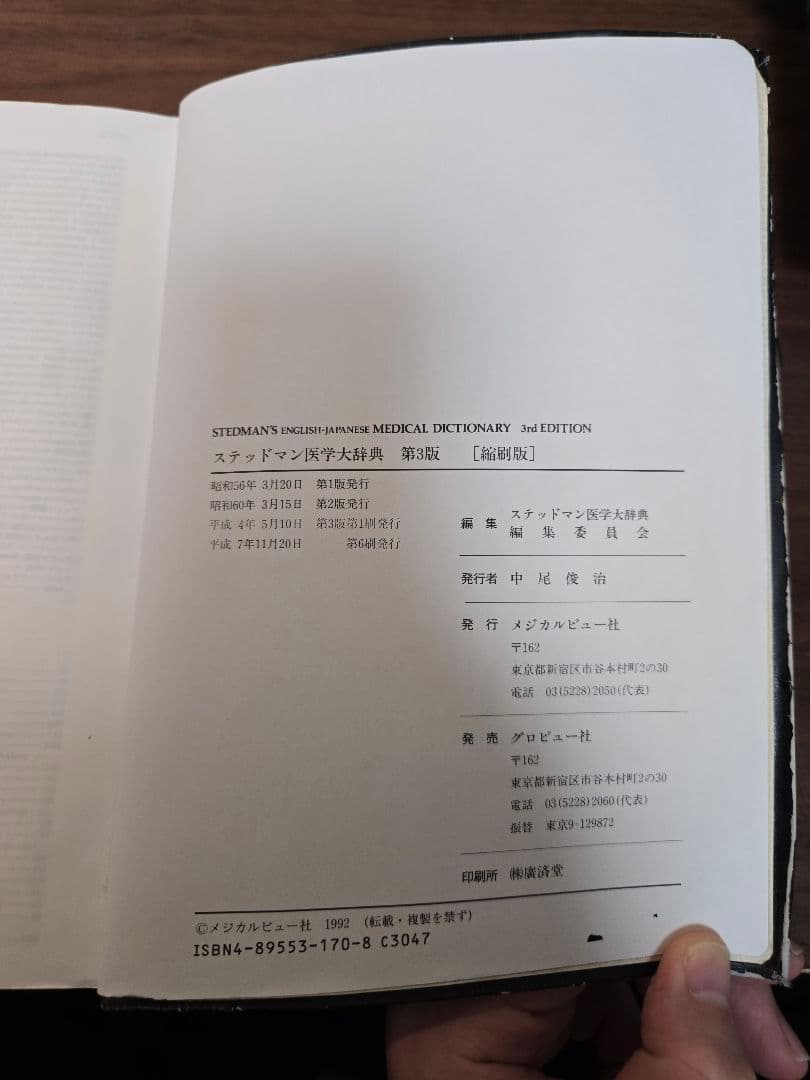 STEDMAN'S ENGLISH-JAPANESE MEDICAL DICTIONARY 3rd EDITION
ステッドマン医学大辞典 第3版 [縮刷版]
昭和56年 3月20日 第1版発行
昭和60年 3月15日 第2版発行
平成 4年 5月10日 第3版第1刷発行
平成 7年11月20日 第6刷発行
編 集 ステッドマン医学大辞典
編 集 委 員 会
発行者 中 尾 俊 治
発 行 メジカルビュー社
〒162
東京都新宿区市谷本村町2の30
電話 03(5228)2050(代表)
発 売 グロビュー社
〒162
東京都新宿区市谷本村町2の30
電話 03(5228)2060(代表)
振替 東京9-129872
印刷所 ㈱廣済堂
©メジカルビュー社 1992 (転載・複製を禁ず)
ISBN4-89553-170-8 C3047